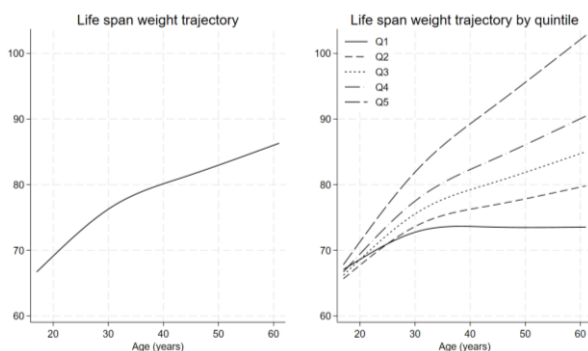 Life span weight trajectory
100
90
80
70
60
20 30 40 50 60
Age (years)
Life span weight trajectory by quintile
Q1
Q2
Q3
Q4
Q5
100
90
80
70
60
20 30 40 50 60
Age (years)